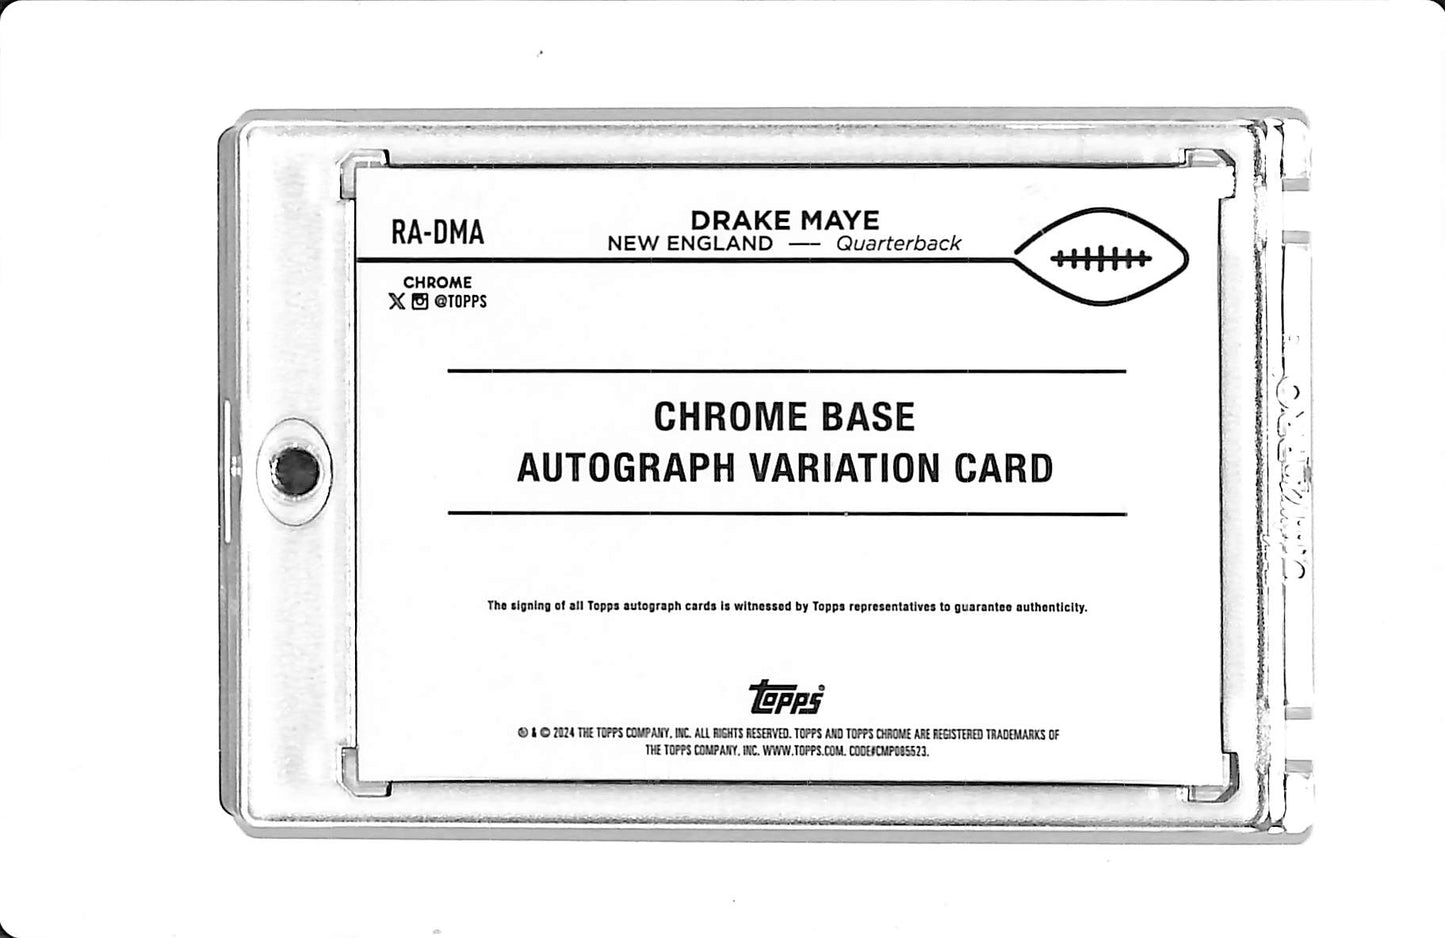 RA-DMA
DRAKE MAYE
NEW ENGLAND — Quarterback
CHROME
X @TOPPS
CHROME BASE
AUTOGRAPH VARIATION CARD
The signing of all Topps autograph cards is witnessed by Topps representatives to guarantee authenticity.
topps
® & © 2024 THE TOPPS COMPANY, INC. ALL RIGHTS RESERVED. TOPPS AND TOPPS CHROME ARE REGISTERED TRADEMARKS OF
THE TOPPS COMPANY, INC. WWW.TOPPS.COM. CODE#CMP085523.